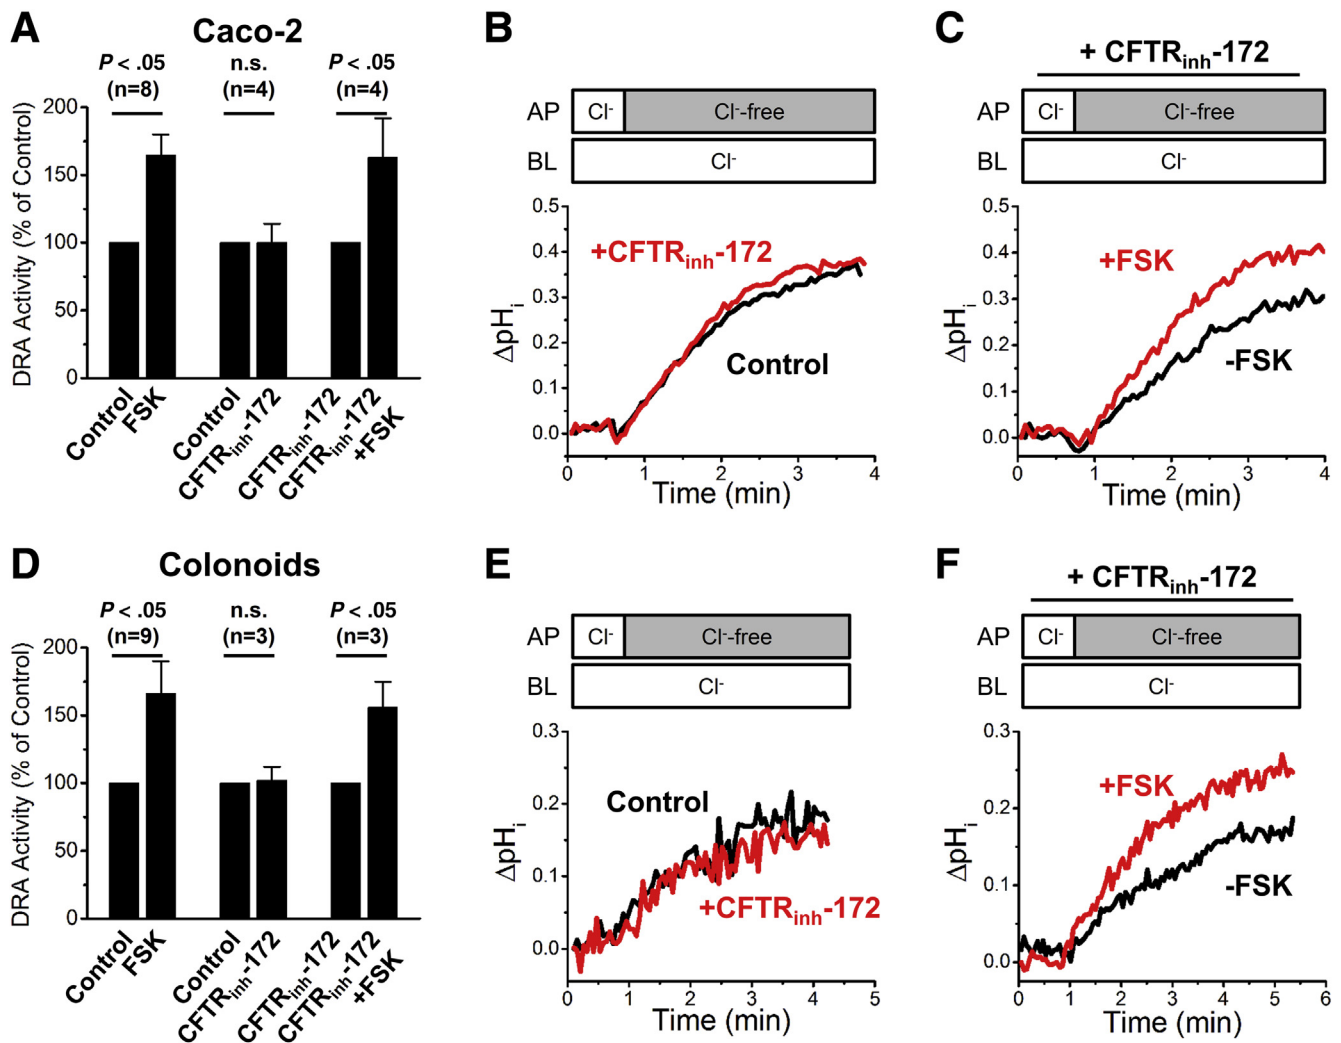 A
Caco-2
P < .05
(n=8)
n.s.
(n=4)
P < .05
(n=4)
DRA Activity (% of Control)
200
150
100
50
0
Control
FSK
Control
CFTRinh-172
CFTRinh-172
CFTRinh-172
+FSK
B
AP
Cl-
Cl--free
BL
Cl-
ΔpHi
0.5
0.4
0.3
0.2
0.1
0.0
+CFTRinh-172
Control
0 1 2 3 4
Time (min)
C
+ CFTRinh-172
AP
Cl-
Cl--free
BL
Cl-
ΔpHi
0.5
0.4
0.3
0.2
0.1
0.0
+FSK
-FSK
0 1 2 3 4
Time (min)
D
Colonoids
P < .05
(n=9)
n.s.
(n=3)
P < .05
(n=3)
DRA Activity (% of Control)
200
150
100
50
0
Control
FSK
Control
CFTRinh-172
CFTRinh-172
CFTRinh-172
+FSK
E
AP
Cl-
Cl--free
BL
Cl-
ΔpHi
0.3
0.2
0.1
0.0
Control
+CFTRinh-172
0 1 2 3 4 5
Time (min)
F
+ CFTRinh-172
AP
Cl-
Cl--free
BL
Cl-
ΔpHi
0.3
0.2
0.1
0.0
+FSK
-FSK
0 1 2 3 4 5 6
Time (min)